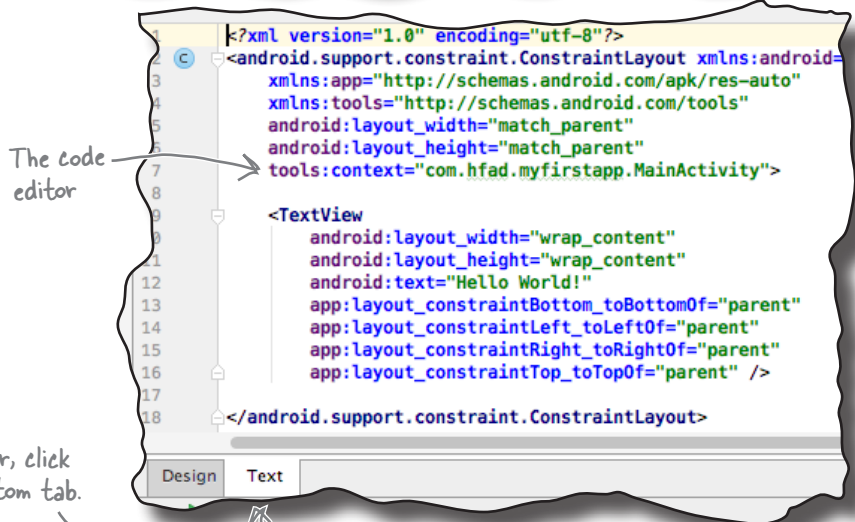 1 <?xml version="1.0" encoding="utf-8"?>
2 C <android.support.constraint.ConstraintLayout xmlns:android=
3 xmlns:app="http://schemas.android.com/apk/res-auto"
4 xmlns:tools="http://schemas.android.com/tools"
5 android:layout_width="match_parent"
6 android:layout_height="match_parent"
7 tools:context="com.hfad.myfirstapp.MainActivity">
8
9 <TextView
0 android:layout_width="wrap_content"
11 android:layout_height="wrap_content"
12 android:text="Hello World!"
13 app:layout_constraintBottom_toBottomOf="parent"
14 app:layout_constraintLeft_toLeftOf="parent"
15 app:layout_constraintRight_toRightOf="parent"
16 app:layout_constraintTop_toTopOf="parent" />
17
18 </android.support.constraint.ConstraintLayout>
The code
editor
click
tab.
Design Text